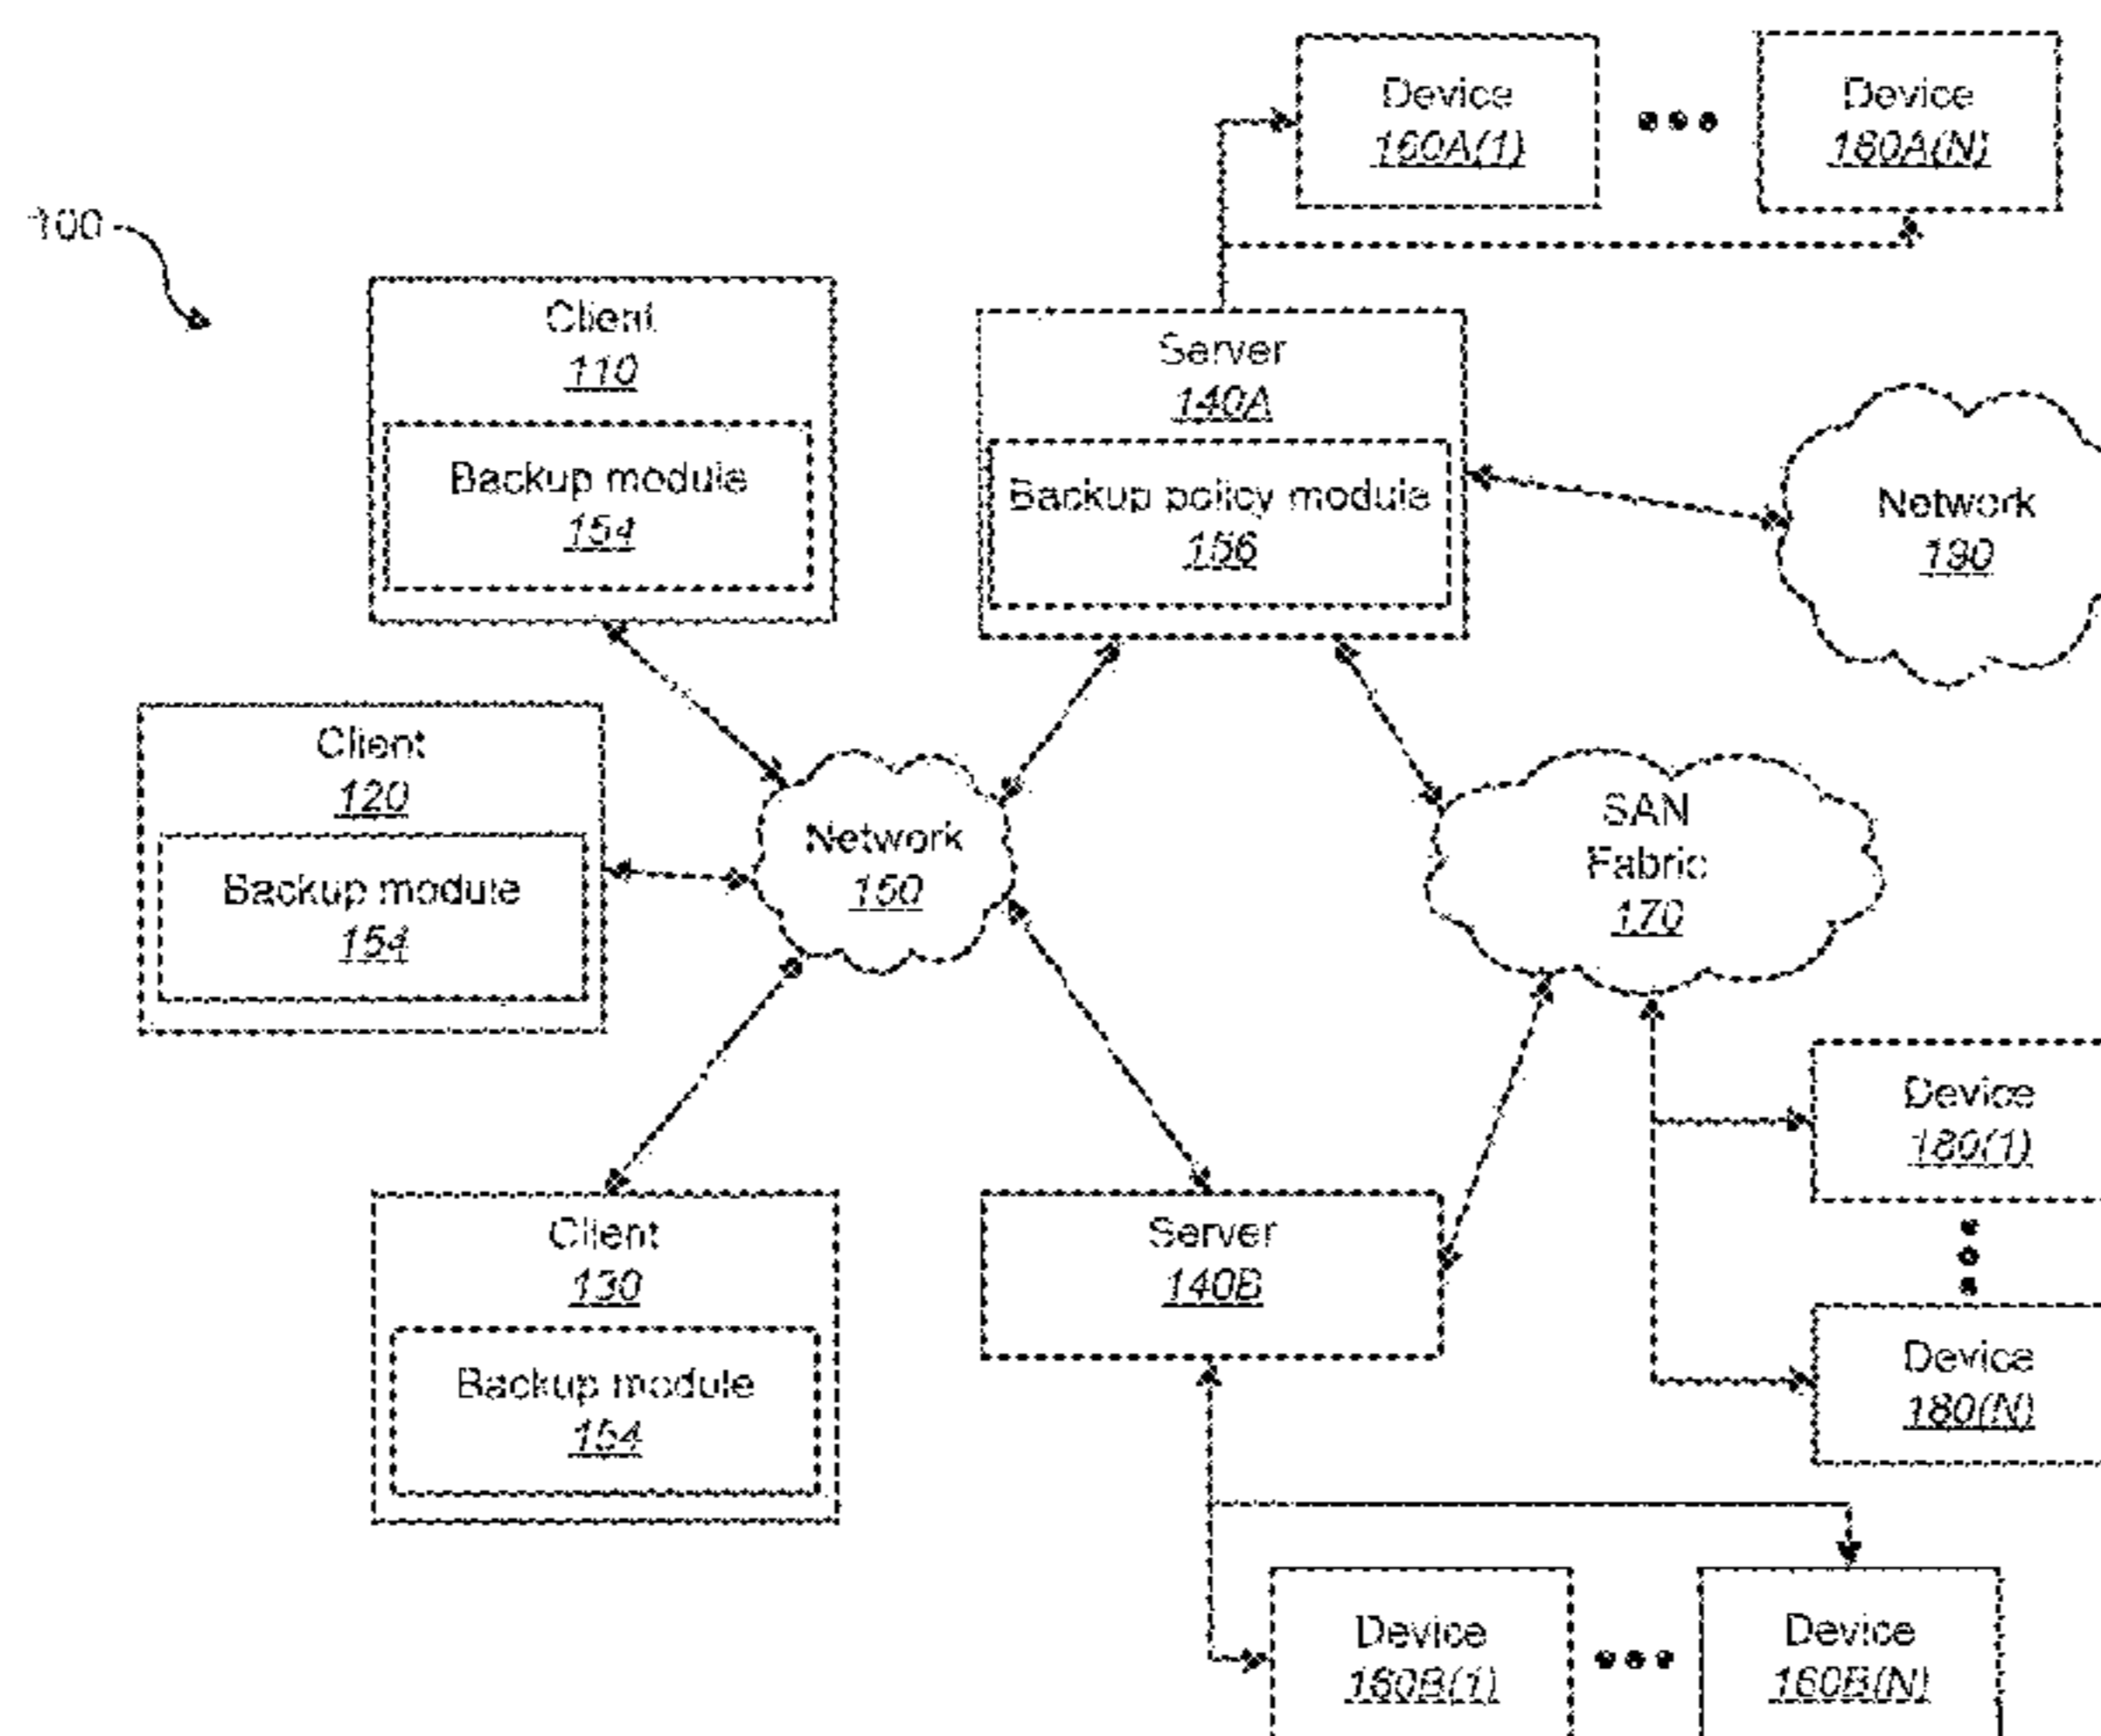 100
Device
160A(1)
Device
180A(N)
Client
110
Backup module
154
Server
140A
Backup policy module
156
Network
190
Client
120
Backup module
154
Network
150
SAN
Fabric
170
Device
180(1)
Device
180(N)
Client
130
Backup module
154
Server
140B
Device
160B(1)
Device
160B(N)